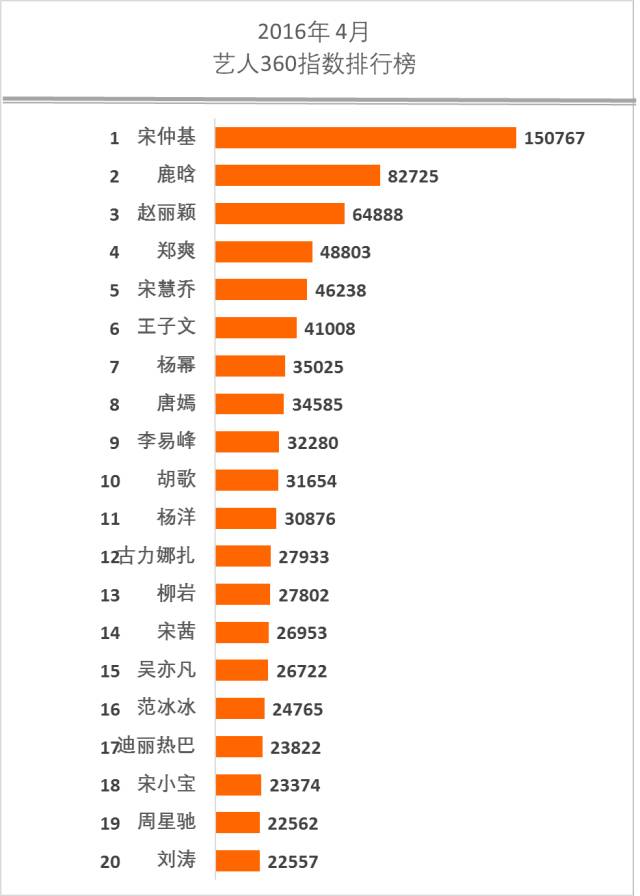 2016年 4月
艺人360指数排行榜
1 宋仲基 150767
2 鹿晗 82725
3 赵丽颖 64888
4 郑爽 48803
5 宋慧乔 46238
6 王子文 41008
7 杨幂 35025
8 唐嫣 34585
9 李易峰 32280
10 胡歌 31654
11 杨洋 30876
12 古力娜扎 27933
13 柳岩 27802
14 宋茜 26953
15 吴亦凡 26722
16 范冰冰 24765
17 迪丽热巴 23822
18 宋小宝 23374
19 周星驰 22562
20 刘涛 22557